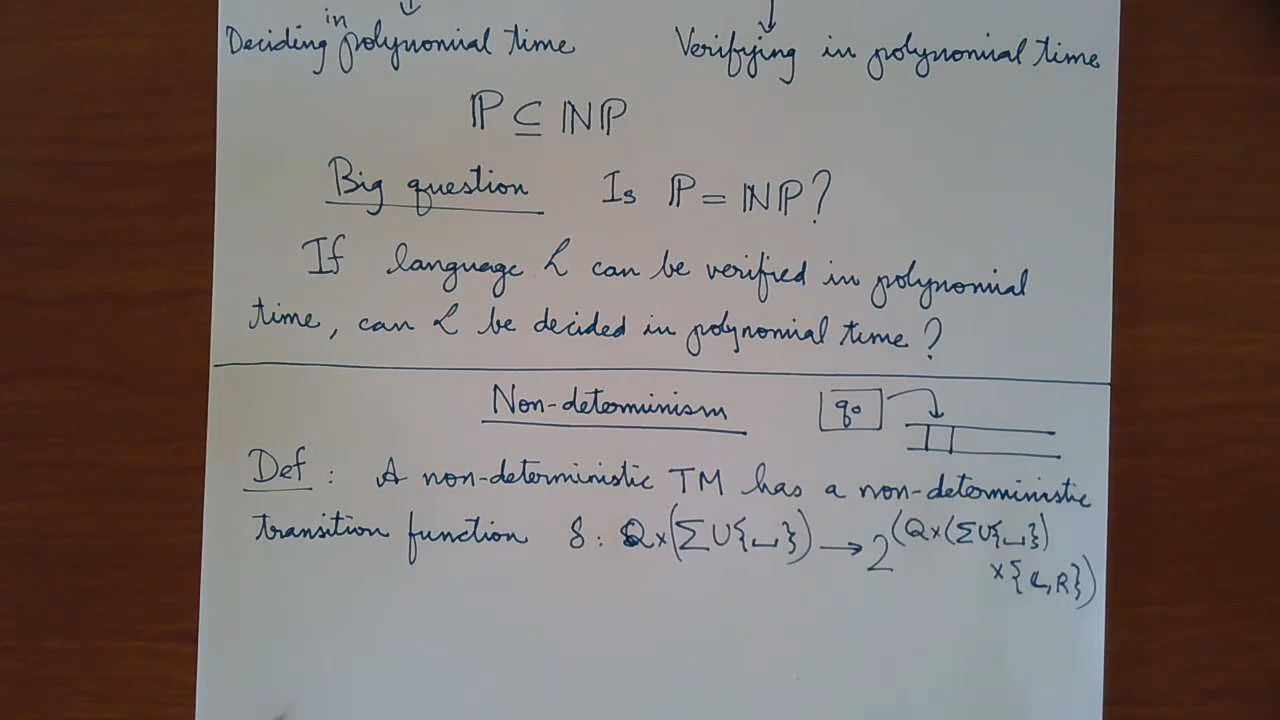 Deciding in polynomial time Verifying in polynomial time
ℙ ⊆ ℕℙ
Big question Is ℙ = ℕℙ?
If language L can be verified in polynomial
time, can L be decided in polynomial time?
Non-determinism q₀
Def: A non-deterministic TM has a non-deterministic
transition function δ: Q×(Σ∪{⌴}) → 2^(Q×(Σ∪{⌴})
×{L,R})